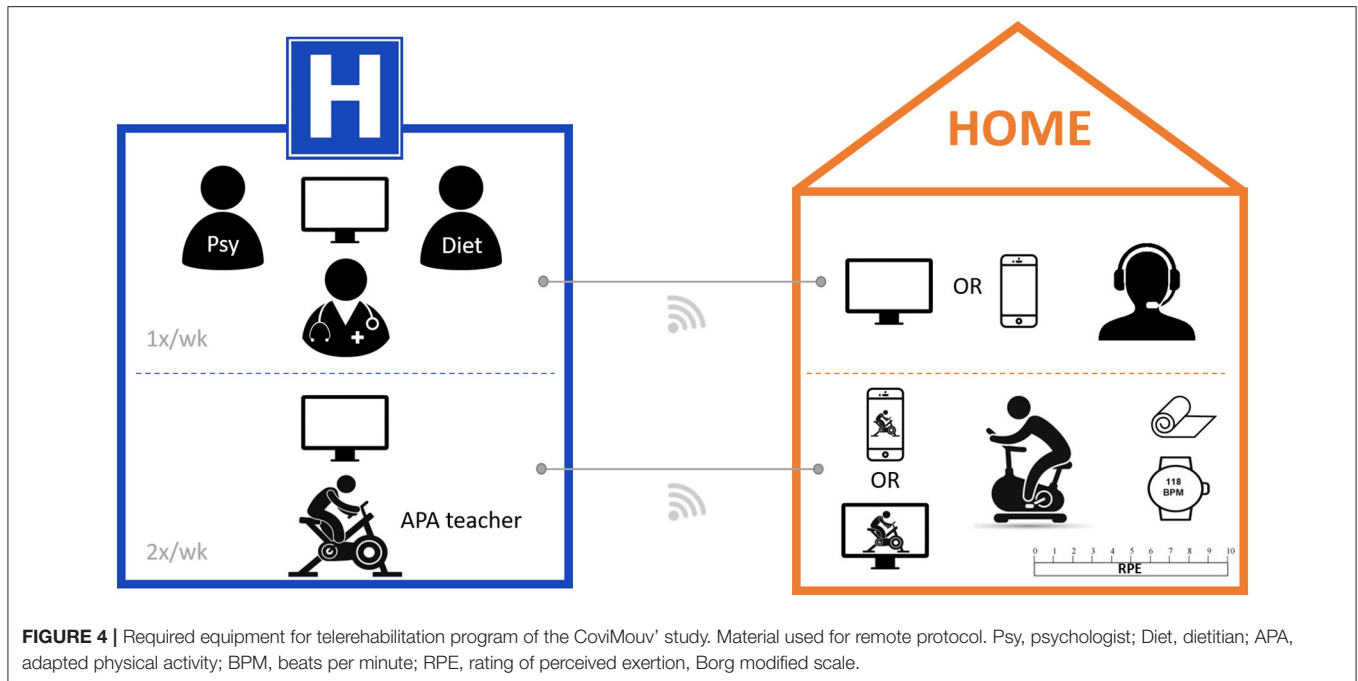 H
HOME
Psy
Diet
OR
1x/wk
OR
118
BPM
APA teacher
2x/wk
0 1 2 3 4 5 6 7 8 9 10
RPE
FIGURE 4 | Required equipment for telerehabilitation program of the CoviMouv' study. Material used for remote protocol. Psy, psychologist; Diet, dietitian; APA,
adapted physical activity; BPM, beats per minute; RPE, rating of perceived exertion, Borg modified scale.